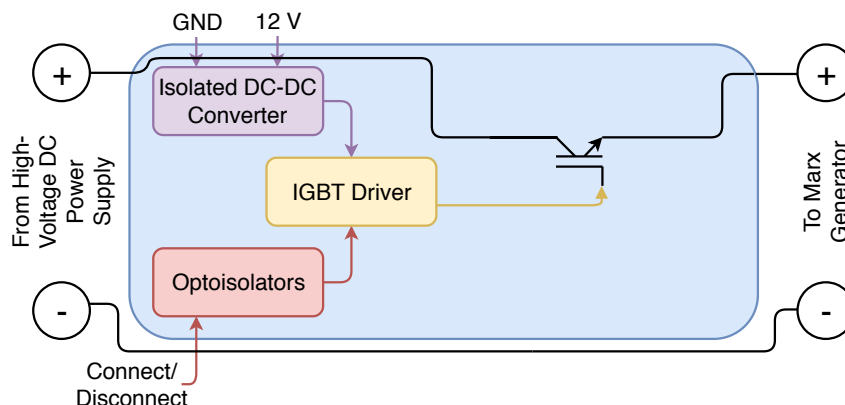 GND
12 V
+
+
Isolated DC-DC
Converter
IGBT Driver
From High-
Voltage DC
Power
Supply
To Marx
Generator
Optoisolators
-
-
Connect/
Disconnect